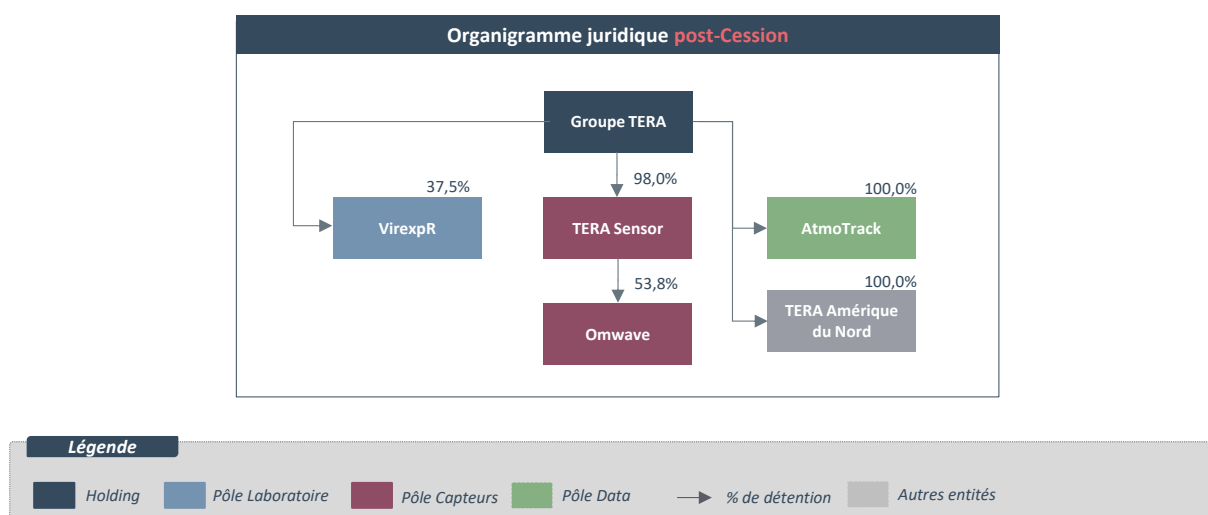 Organigramme juridique post-Cession
Groupe TERA
37,5%
98,0%
100,0%
VirexpR
TERA Sensor
AtmoTrack
53,8%
100,0%
Omwave
TERA Amérique
du Nord
Légende
Holding
Pôle Laboratoire
Pôle Capteurs
Pôle Data
% de détention
Autres entités